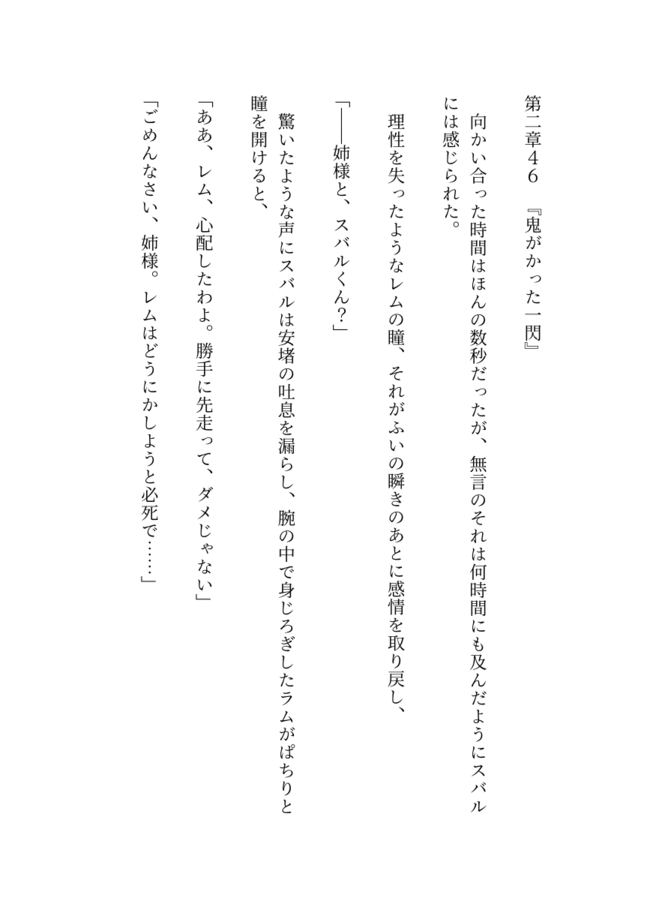 第二章４６　『鬼がかった一閃』
　向かい合った時間はほんの数秒だったが、無言のそれは何時間にも及んだようにスバル
には感じられた。
　理性を失ったようなレムの瞳、それがふいの瞬きのあとに感情を取り戻し、
「――姉様と、スバルくん？」
　驚いたような声にスバルは安堵の吐息を漏らし、腕の中で身じろぎしたラムがぱちりと
瞳を開けると、
「ああ、レム、心配したわよ。勝手に先走って、ダメじゃない」
「ごめんなさい、姉様。レムはどうにかしようと必死で……」